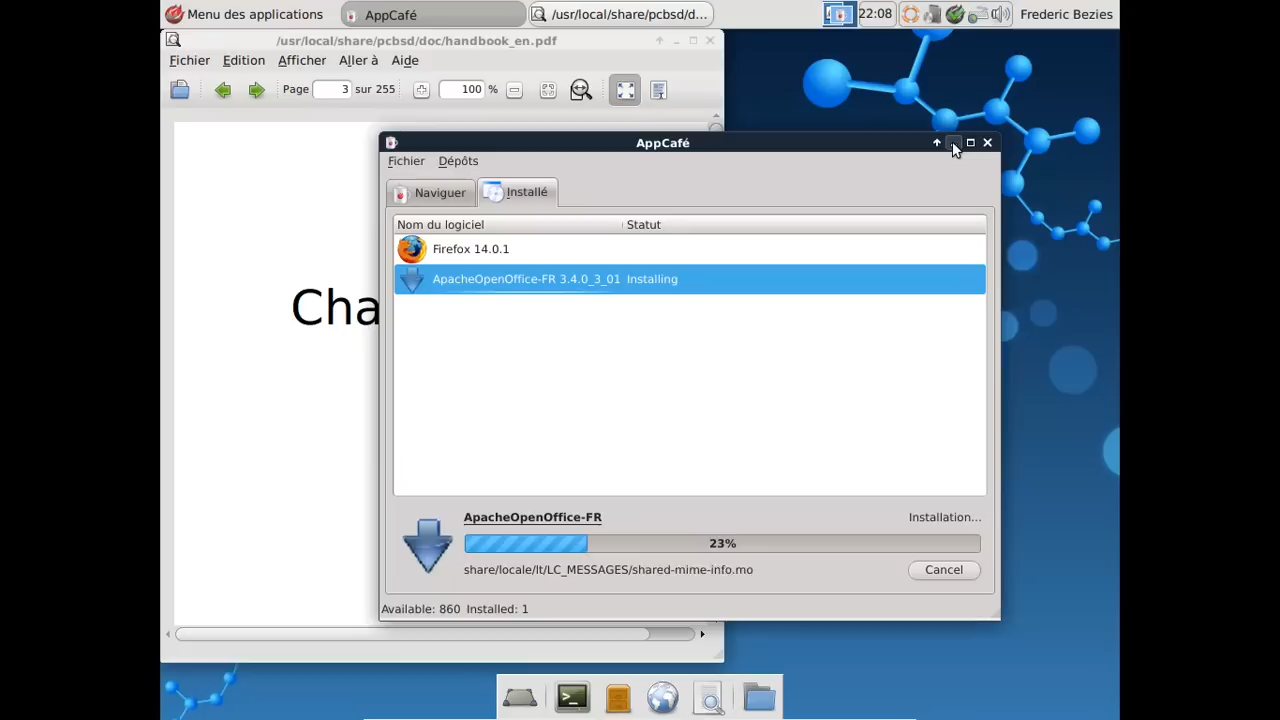 Menu des applications
AppCafé
/usr/local/share/pcbsd/d...
22:08
Frederic Bezies
/usr/local/share/pcbsd/doc/handbook_en.pdf
Fichier Edition Afficher Aller à Aide
Page 3 sur 255 100 %
Cha
AppCafé
Fichier Dépôts
Naviguer Installé
Nom du logiciel Statut
Firefox 14.0.1
ApacheOpenOffice-FR 3.4.0_3_01 Installing
ApacheOpenOffice-FR Installation...
23%
share/locale/lt/LC_MESSAGES/shared-mime-info.mo Cancel
Available: 860 Installed: 1